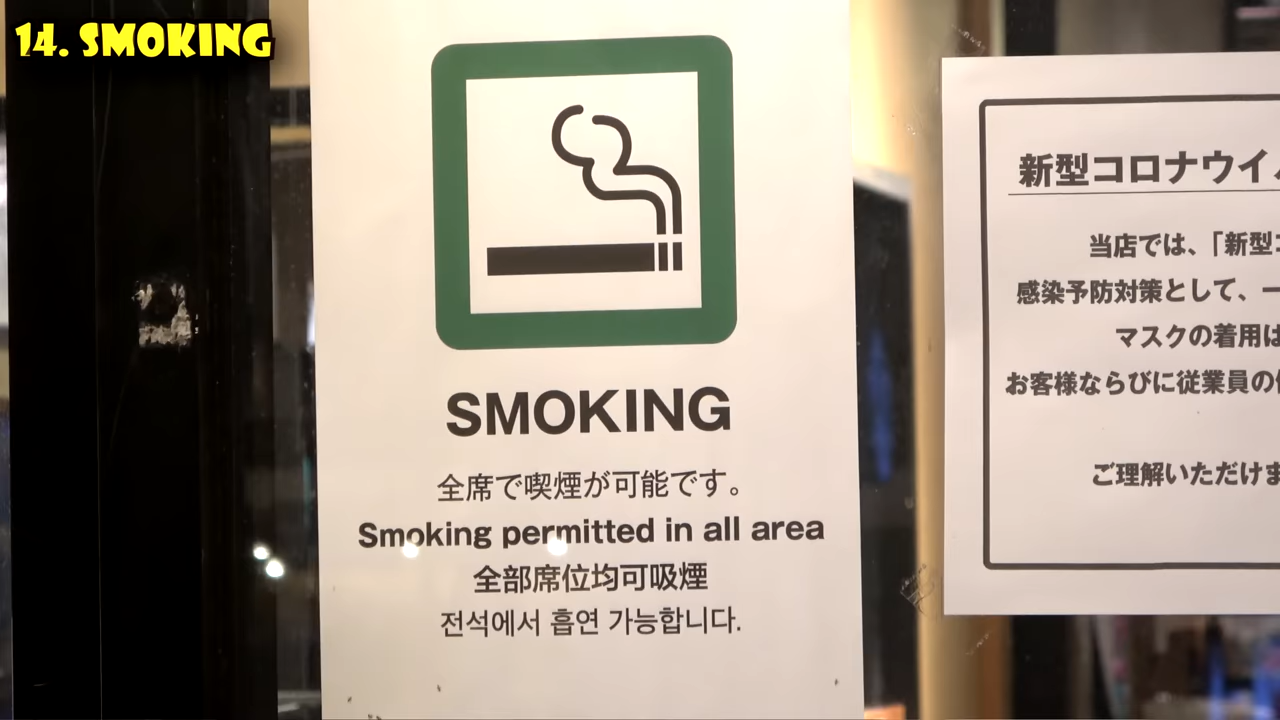 14. SMOKING
SMOKING
全席で喫煙が可能です。
Smoking permitted in all area
全部席位均可吸煙
전석에서 흡연 가능합니다.
新型コロナウイ
当店では、「新型コ
感染予防対策として、一
マスクの着用は
お客様ならびに従業員の
ご理解いただけま